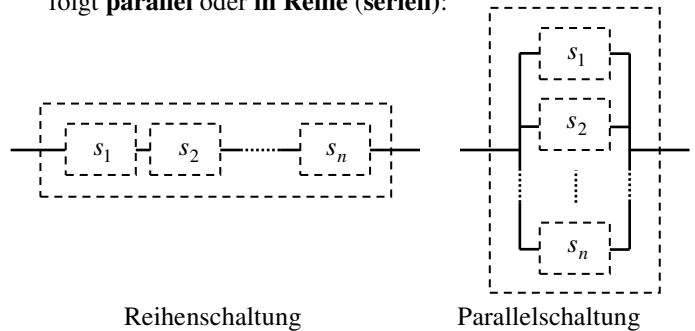 folgt parallel oder in Reihe (seriell):
s1
s2
sn
s1
s2
sn
Reihenschaltung
Parallelschaltung